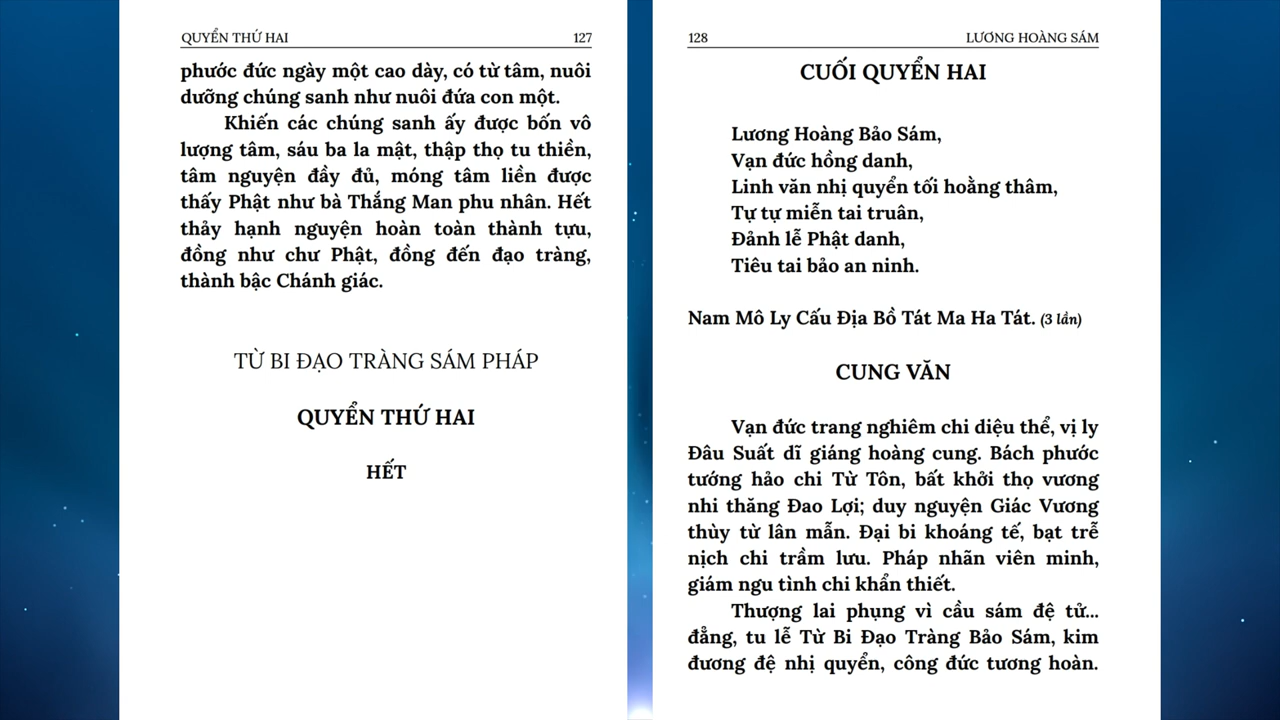 QUYỂN THỨ HAI 127
phước đức ngày một cao dày, có từ tâm, nuôi
dưỡng chúng sanh như nuôi đứa con một.
Khiến các chúng sanh ấy được bốn vô
lượng tâm, sáu ba la mật, thập thọ tu thiền,
tâm nguyện đầy đủ, móng tâm liền được
thấy Phật như bà Thắng Man phu nhân. Hết
thảy hạnh nguyện hoàn toàn thành tựu,
đồng như chư Phật, đồng đến đạo tràng,
thành bậc Chánh giác.
TỪ BI ĐẠO TRÀNG SÁM PHÁP
QUYỂN THỨ HAI
HẾT
128 LƯƠNG HOÀNG SÁM
CUỐI QUYỂN HAI
Lương Hoàng Bảo Sám,
Vạn đức hồng danh,
Linh văn nhị quyển tối hoằng thâm,
Tự tự miễn tai truân,
Đảnh lễ Phật danh,
Tiêu tai bảo an ninh.
Nam Mô Ly Cấu Địa Bồ Tát Ma Ha Tát. (3 lần)
CUNG VĂN
Vạn đức trang nghiêm chi diệu thể, vị ly
Đâu Suất dĩ giáng hoàng cung. Bách phước
tướng hảo chi Từ Tôn, bất khởi thọ vương
nhi thăng Đao Lợi; duy nguyện Giác Vương
thùy từ lân mẫn. Đại bi khoáng tế, bạt trễ
nịch chi trầm lưu. Pháp nhãn viên minh,
giám ngu tình chi khẩn thiết.
Thượng lai phụng vì cầu sám đệ tử...
đẳng, tu lễ Từ Bi Đạo Tràng Bảo Sám, kim
đương đệ nhị quyển, công đức tương hoàn.